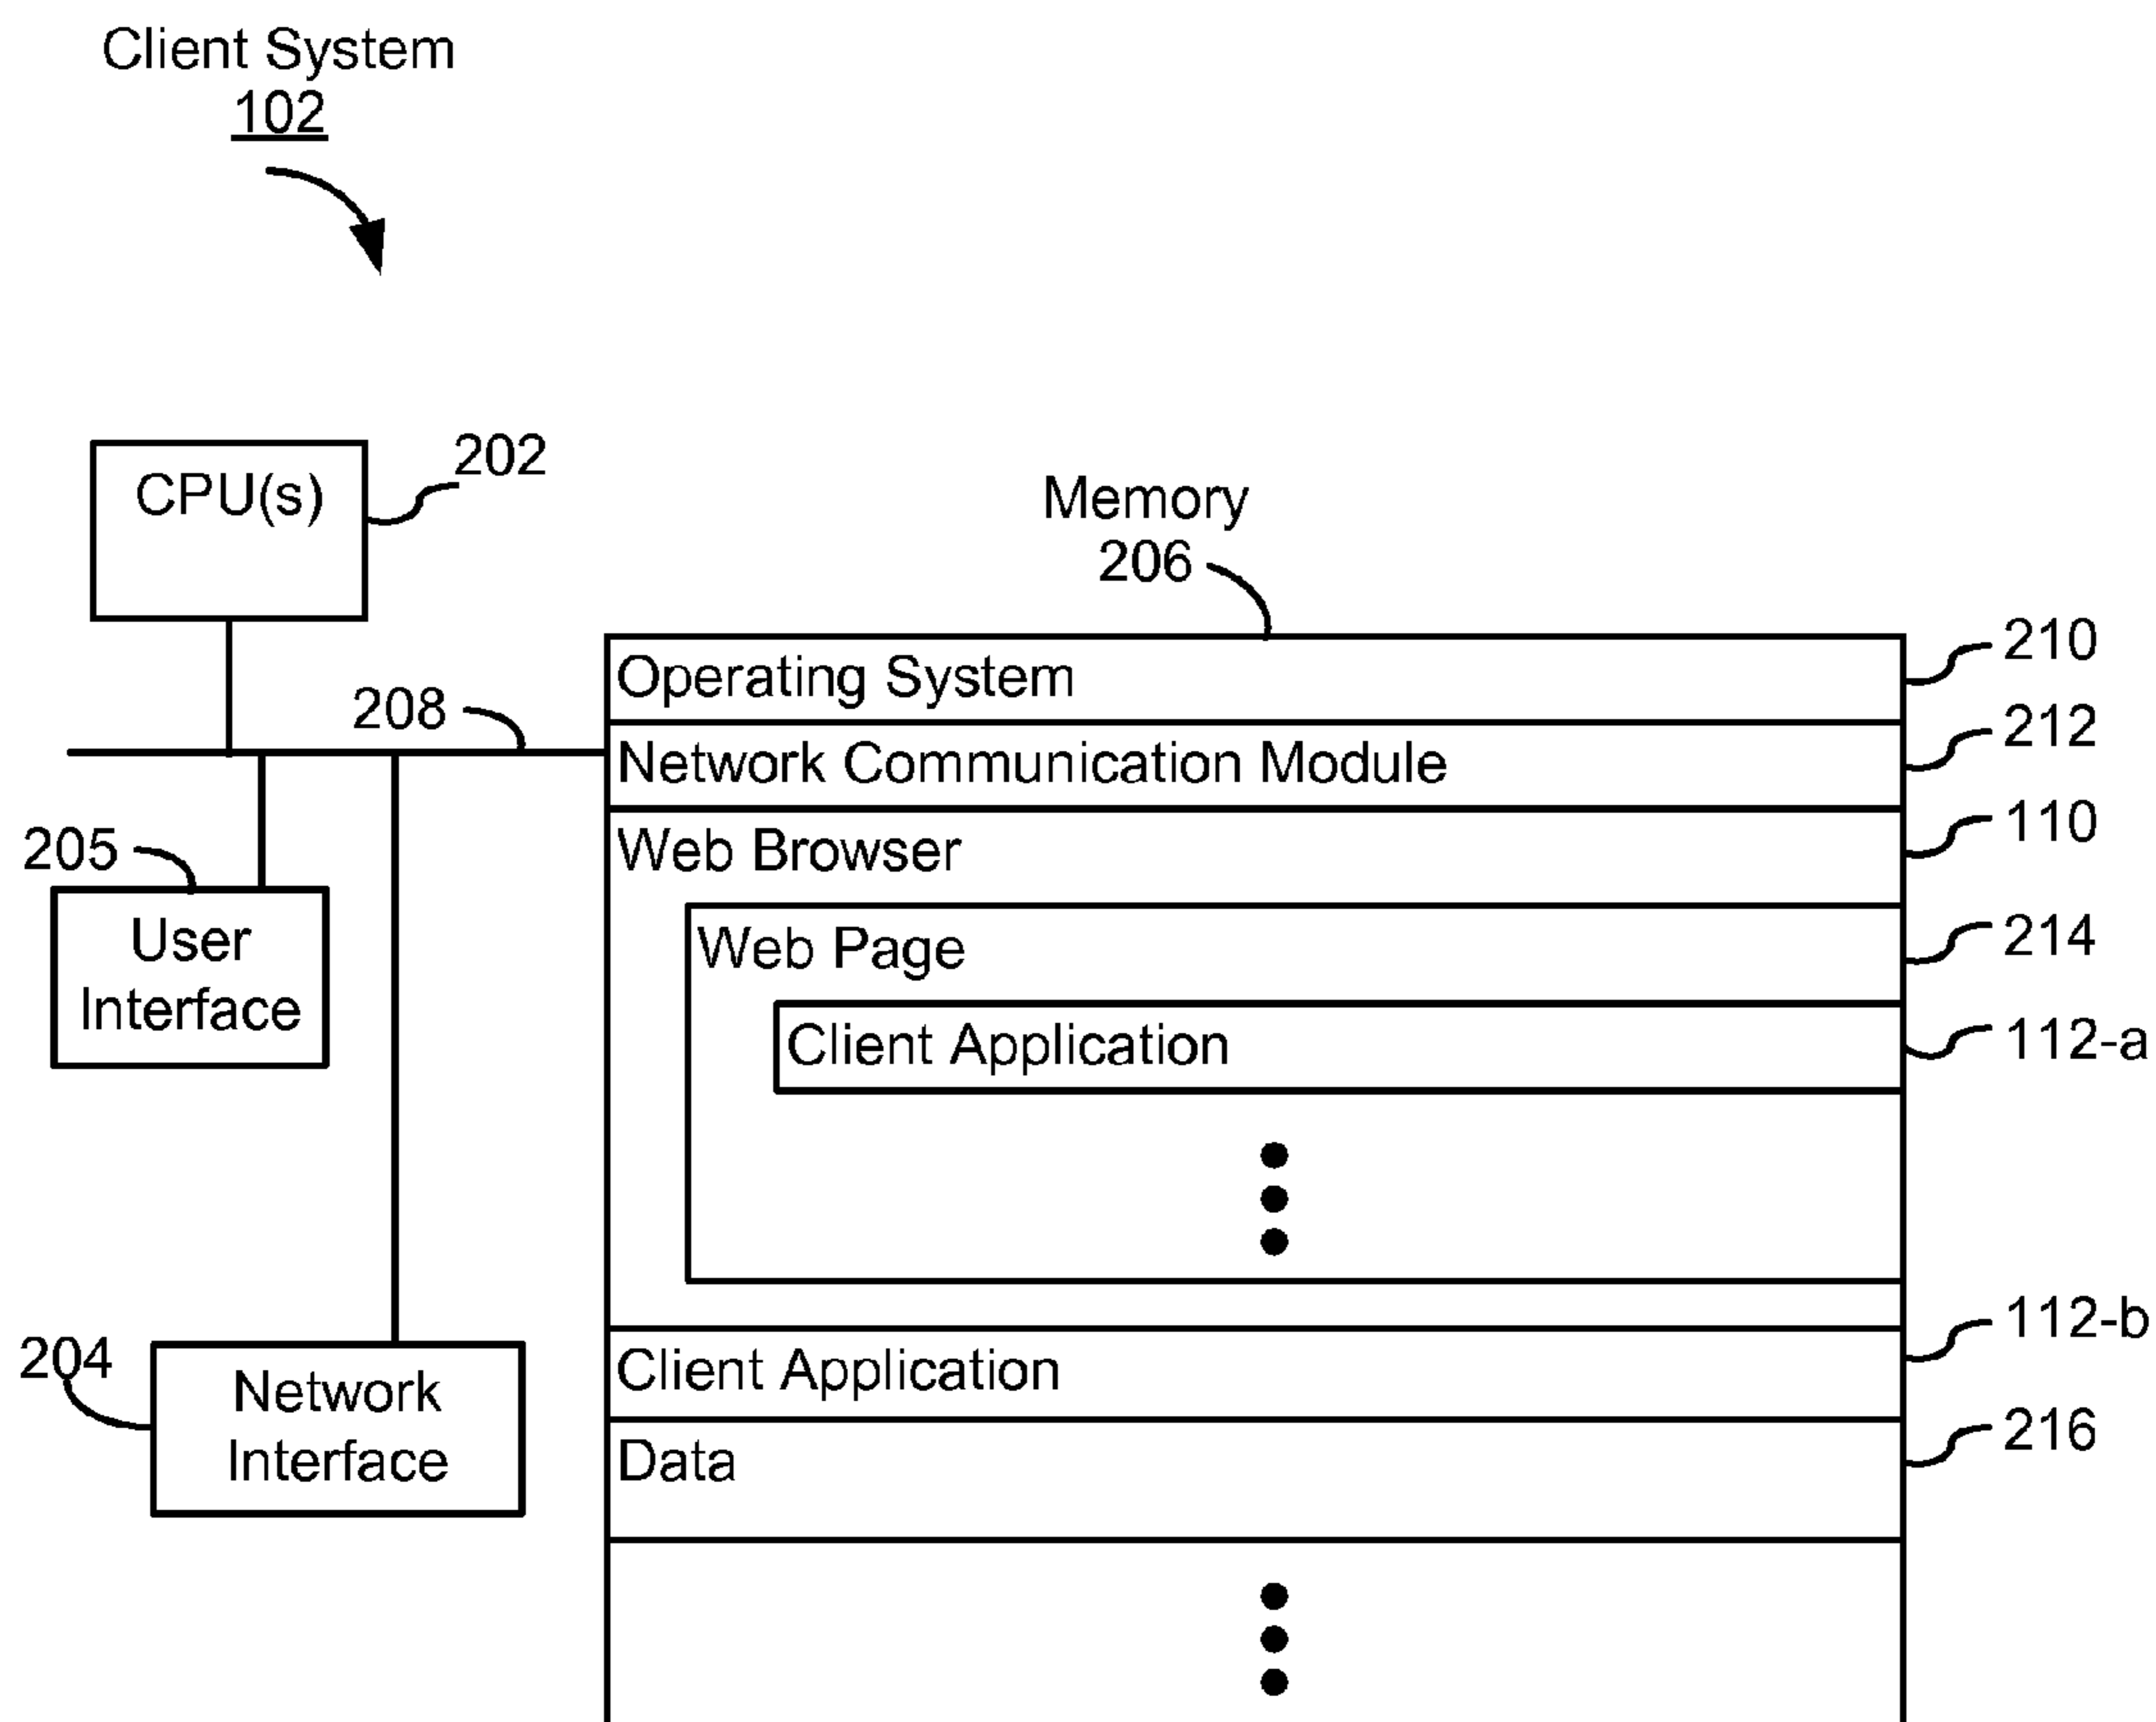 Client System
102
CPU(s)
202
Memory
206
Operating System
210
208
Network Communication Module
212
Web Browser
110
205
User
Interface
Web Page
214
Client Application
112-a
204
Network
Interface
Client Application
112-b
Data
216